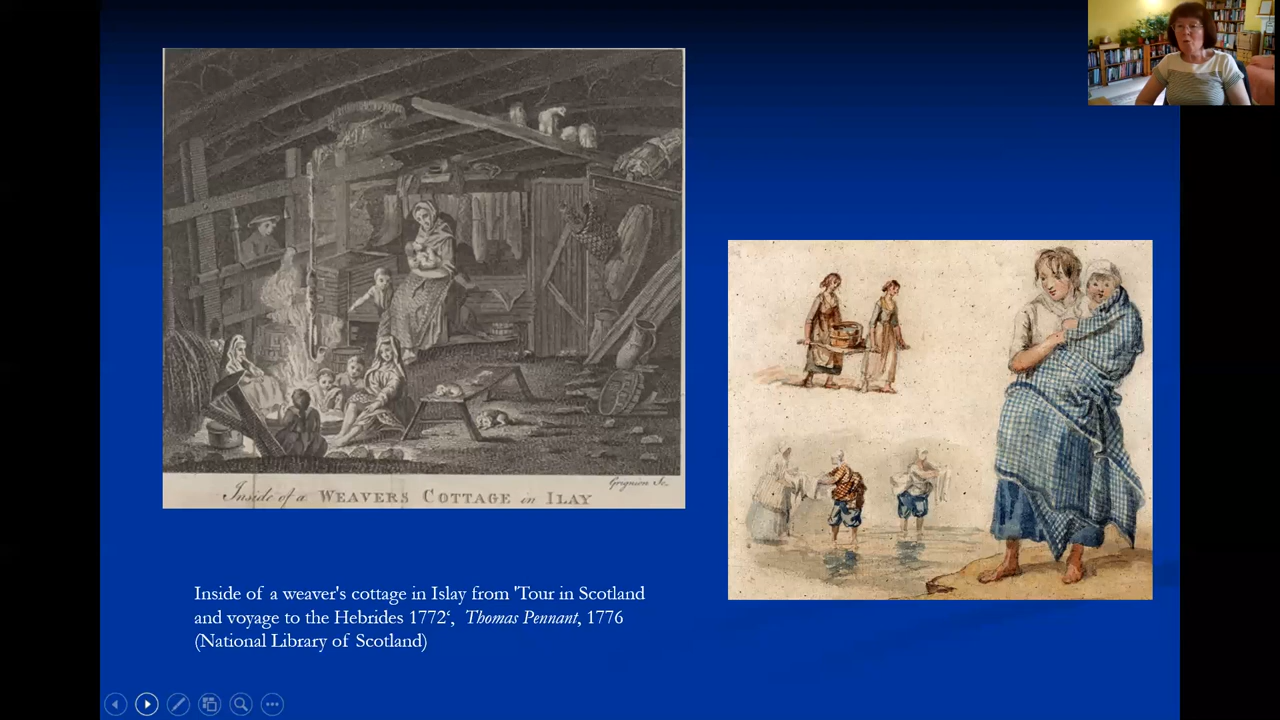 Grignion Sc.
Inside of a WEAVERS COTTAGE in ILAY
Inside of a weaver's cottage in Islay from 'Tour in Scotland
and voyage to the Hebrides 1772‘, Thomas Pennant, 1776
(National Library of Scotland)